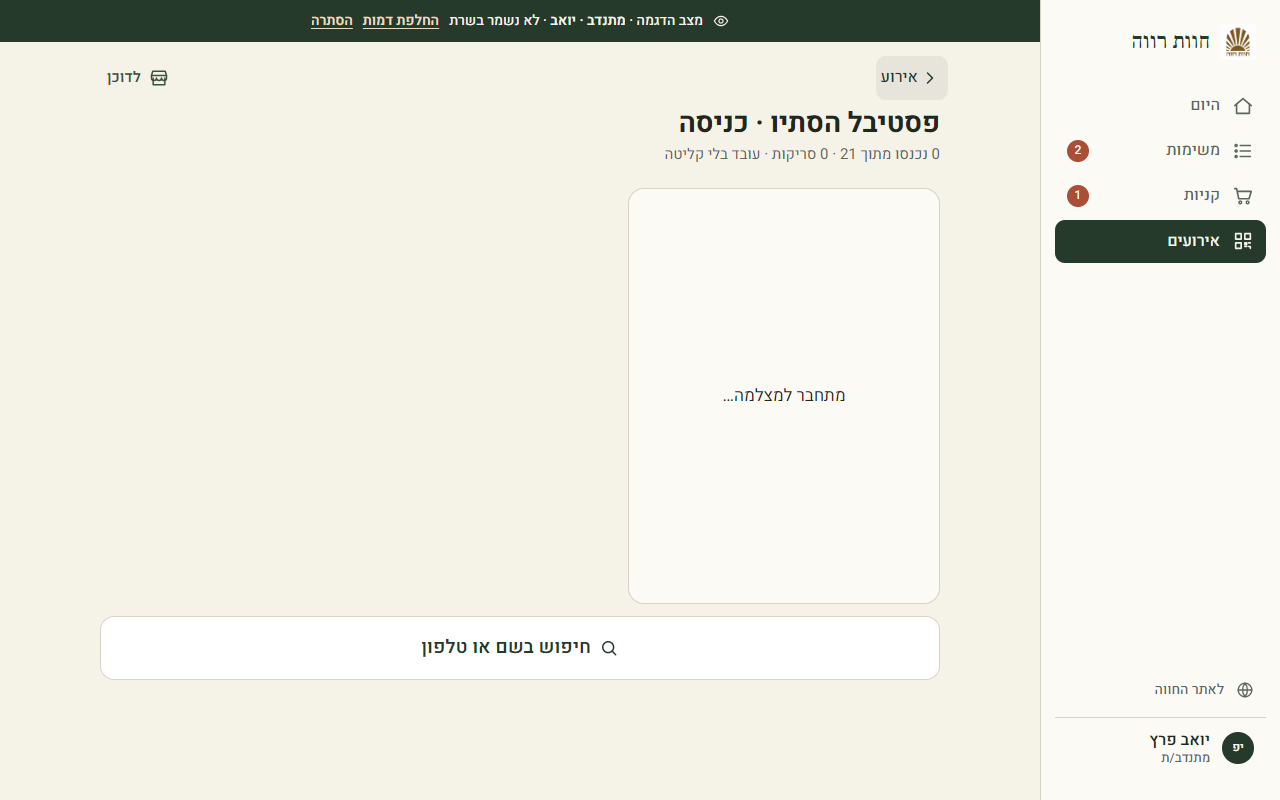 מצב הדגמה · מתנדב · יואב · לא נשמר בשרת החלפת דמות הסתרה
חוות רווה
היום
משימות 2
קניות 1
אירועים
לאתר החווה
יפ
יואב פרץ
מתנדב/ת
אירוע
לדוכן
פסטיבל הסתיו · כניסה
0 נכנסו מתוך 21 · 0 סריקות · עובד בלי קליטה
מתחבר למצלמה...
חיפוש בשם או טלפון